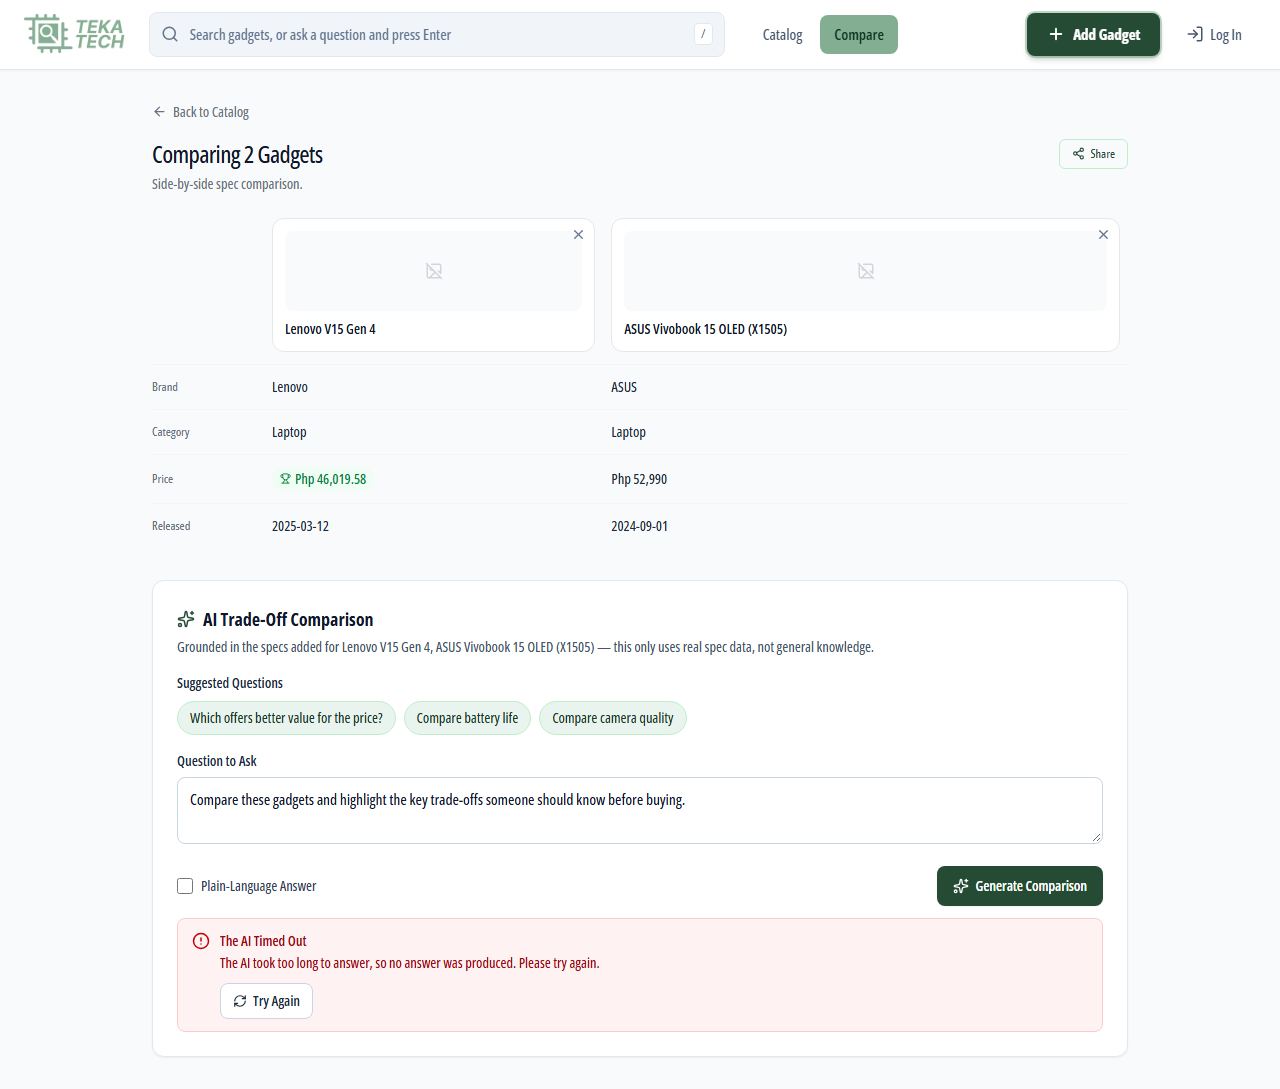 TEKA
TECH
Search gadgets, or ask a question and press Enter
/
Catalog
Compare
Add Gadget
Log In
Back to Catalog
Comparing 2 Gadgets
Share
Side-by-side spec comparison.
Lenovo V15 Gen 4
ASUS Vivobook 15 OLED (X1505)
Brand
Lenovo
ASUS
Category
Laptop
Laptop
Price
Php 46,019.58
Php 52,990
Released
2025-03-12
2024-09-01
AI Trade-Off Comparison
Grounded in the specs added for Lenovo V15 Gen 4, ASUS Vivobook 15 OLED (X1505) — this only uses real spec data, not general knowledge.
Suggested Questions
Which offers better value for the price?
Compare battery life
Compare camera quality
Question to Ask
Compare these gadgets and highlight the key trade-offs someone should know before buying.
Plain-Language Answer
Generate Comparison
The AI Timed Out
The AI took too long to answer, so no answer was produced. Please try again.
Try Again